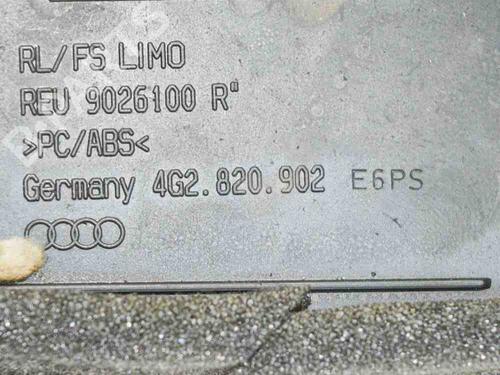 RL/FS LIMO
REU 9026100 R"
>PC/ABS<
Germany 4G2.820.902 E6PS